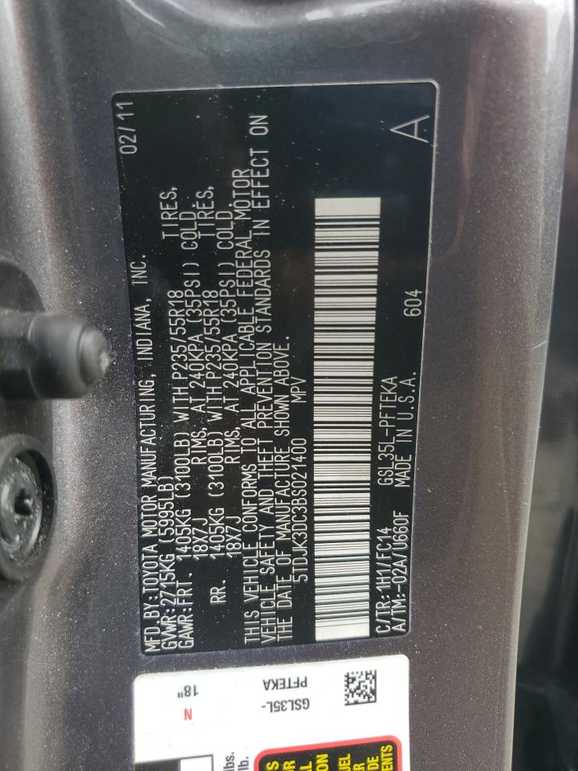 MFD.BY:TOYOTA MOTOR MANUFACTURING, INDIANA, INC. 02/11
GVWR:2715KG (5985LB)
GAWR:FRT. 1405KG (3100LB) WITH P235/55R18 TIRES,
18X7J RIMS, AT 240KPA (35PSI) COLD
RR. 1405KG (3100LB) WITH P235/55R18 TIRES,
18X7J RIMS, AT 240KPA (35PSI) COLD
THIS VEHICLE CONFORMS TO ALL APPLICABLE FEDERAL MOTOR
VEHICLE SAFETY AND THEFT PREVENTION STANDARDS IN EFFECT ON
THE DATE OF MANUFACTURE SHOWN ABOVE.
5TDJK3DC3BS021400 MPV
C/TR:1H1/FC14 GSL35L-PFTEKA 604 A
A/TM:-02A/U660F MADE IN U.S.A.
GSL35L-
PFTEKA
N
18"
lbs.
lb.